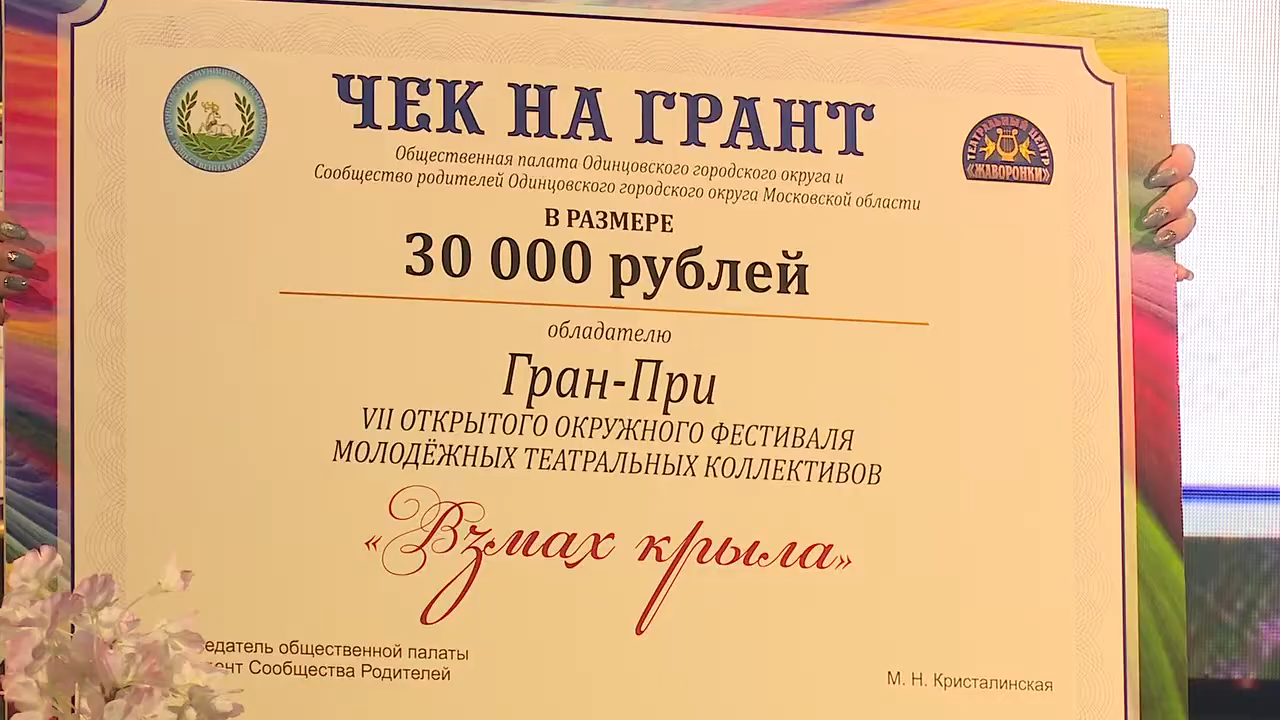 ЧЕК НА ГРАНТ
ТЕАТРАЛЬНЫЙ ЦЕНТР
«ЖАВОРОНКИ»
Общественная палата Одинцовского городского округа и
Сообщество родителей Одинцовского городского округа Московской области
В РАЗМЕРЕ
30 000 рублей
обладателю
Гран-При
VII ОТКРЫТОГО ОКРУЖНОГО ФЕСТИВАЛЯ
МОЛОДЁЖНЫХ ТЕАТРАЛЬНЫХ КОЛЛЕКТИВОВ
«Взмах крыла»
едатель общественной палаты
ент Сообщества Родителей
М. Н. Кристалинская